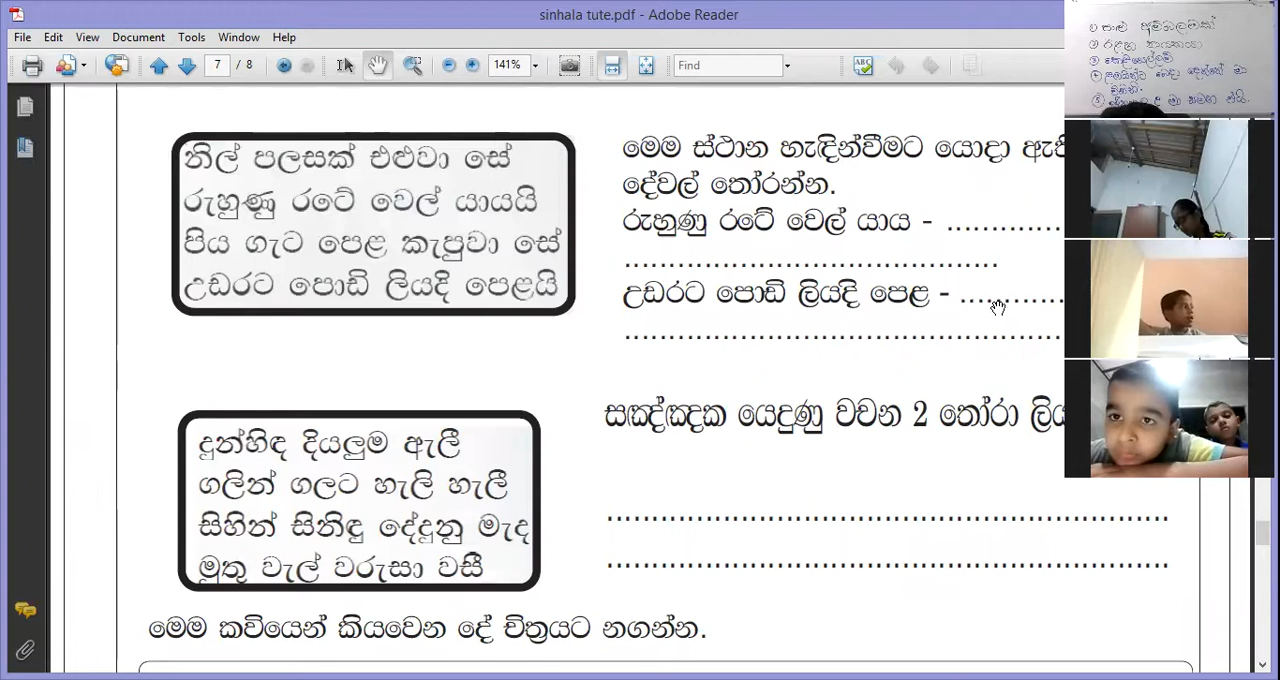 sinhala tute.pdf - Adobe Reader
File Edit View Document Tools Window Help
7 / 8 141% Find
නිල් පලසක් එළුවා සේ
රුහුණු රටේ වෙල් යායයි
පිය ගැට පෙළ කැපුවා සේ
උඩරට පොඩි ලියදි පෙළයි
මෙම ස්ථාන හැඳින්වීමට යොදා
දේවල් තෝරන්න.
රුහුණු රටේ වෙල් යාය - ..............
..........................................
උඩරට පොඩි ලියදි පෙළ - ............
.................................................
දුන්හිඳ දියලුම ඇලී
ගලින් ගලට හැලි හැලී
සිහින් සිනිඳු දේදුනු මැද
මුතු වැල් වරුසා වසී
සඤ්ඤක යෙදුණු වචන 2 තෝරා
..............................................................
..............................................................
මෙම කවියෙන් කියවෙන දේ චිත්‍රයට නගන්න.